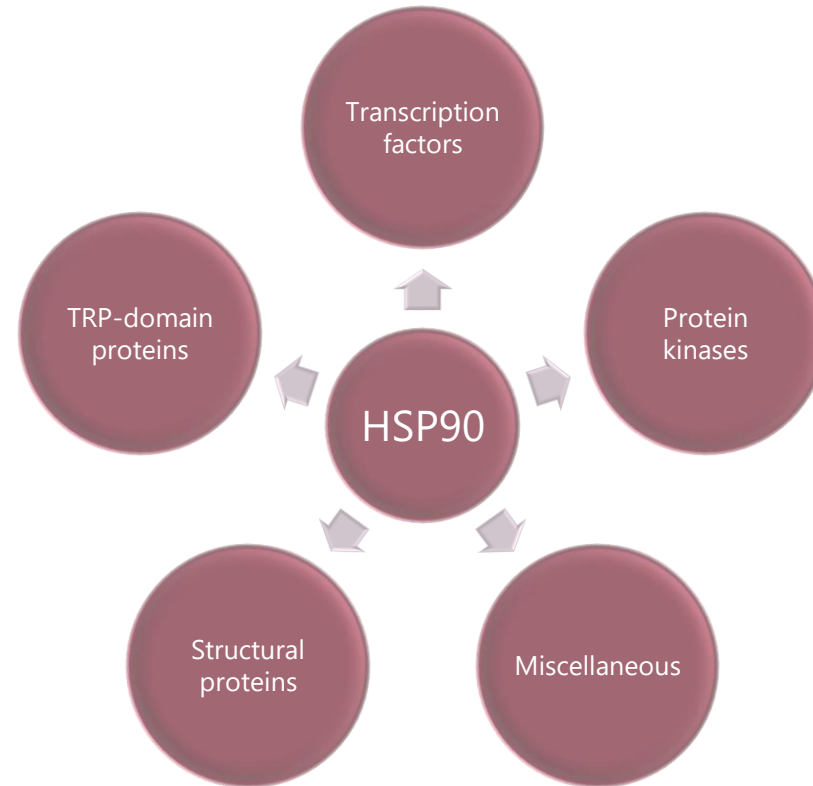 Transcription
factors
TRP-domain
proteins
Protein
kinases
HSP90
Structural
proteins
Miscellaneous